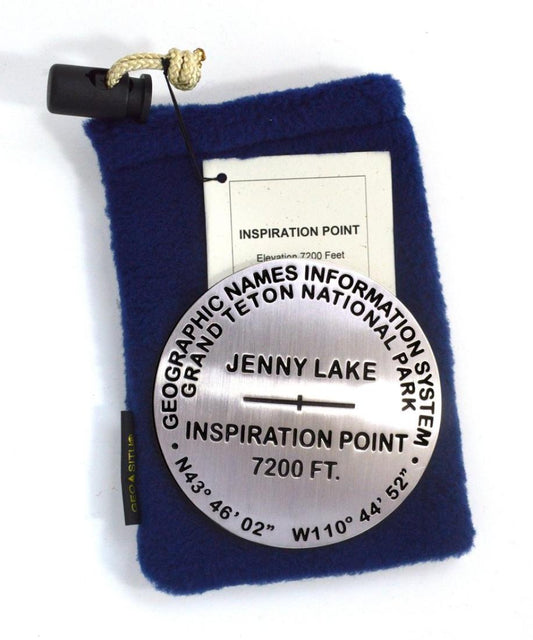 INSPIRATION POINT
Elevation 7200 Feet
GEOGRAPHIC NAMES INFORMATION SYSTEM
GRAND TETON NATIONAL PARK
JENNY LAKE
INSPIRATION POINT
7200 FT.
• N43° 46' 02" W110° 44' 52" •
GEOASITU®